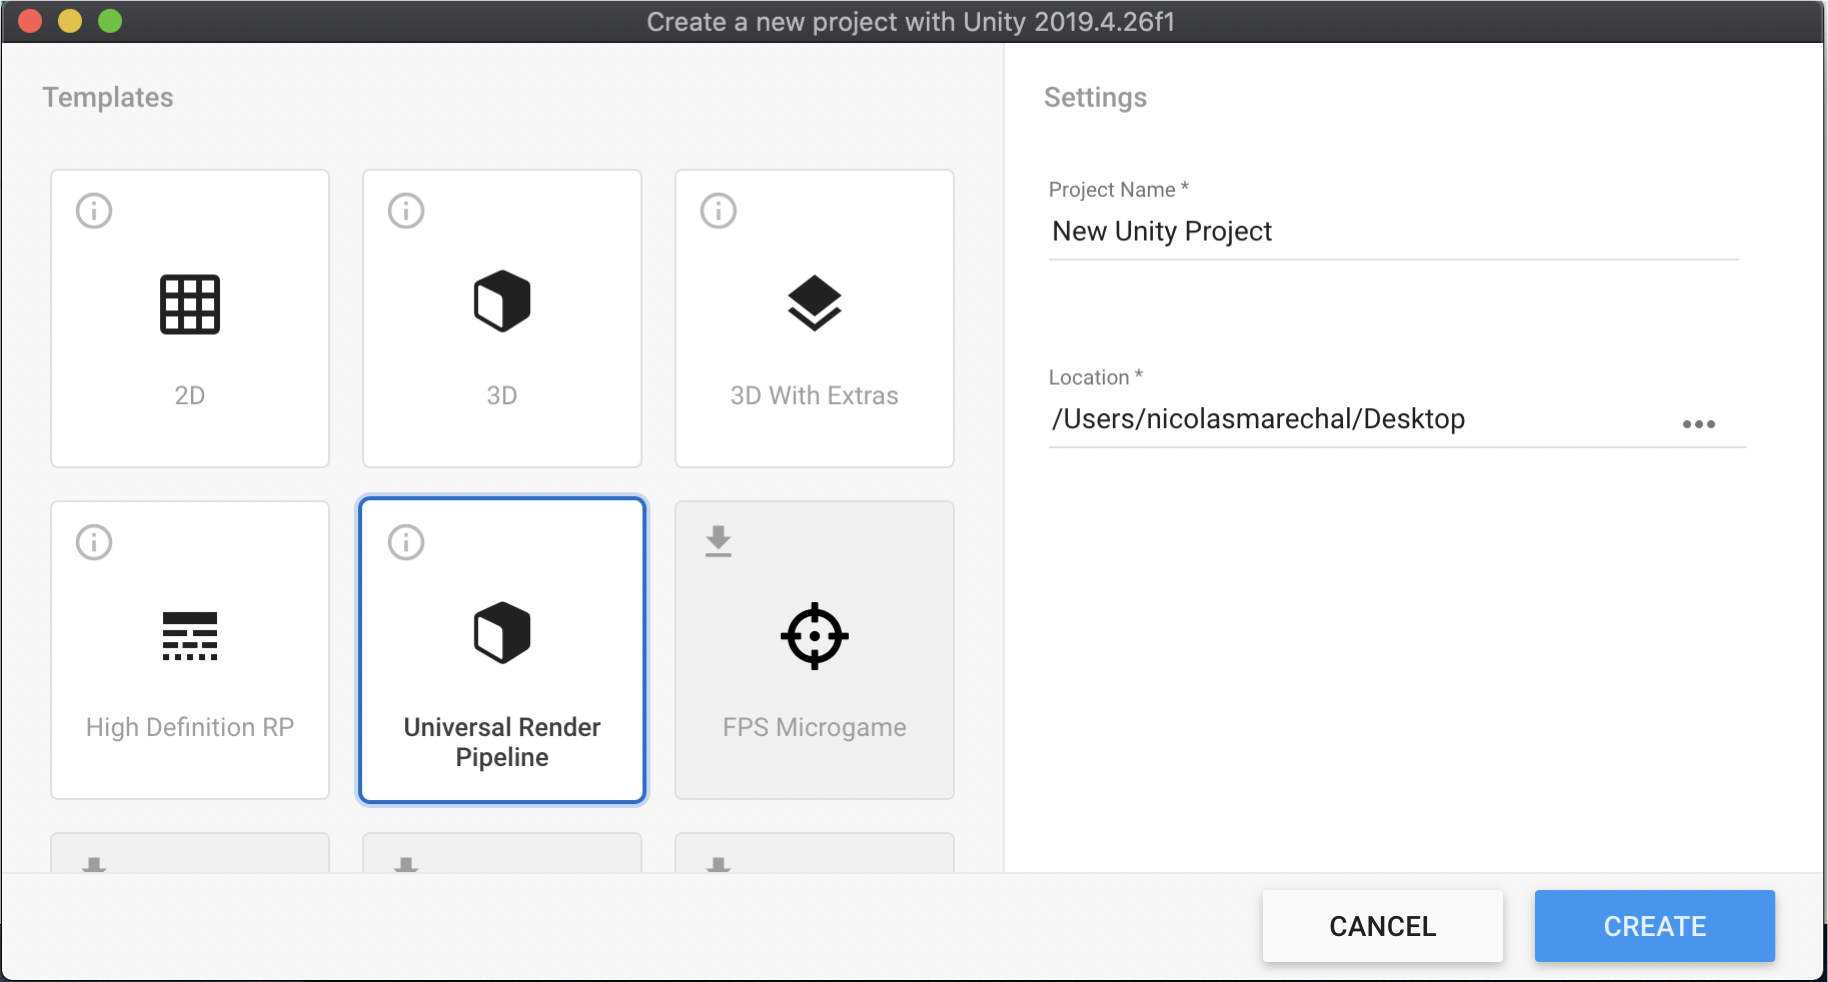 Create a new project with Unity 2019.4.26f1
Templates
Settings
2D
3D
3D With Extras
High Definition RP
Universal Render
Pipeline
FPS Microgame
Project Name *
New Unity Project
Location *
/Users/nicolasmarechal/Desktop
CANCEL
CREATE